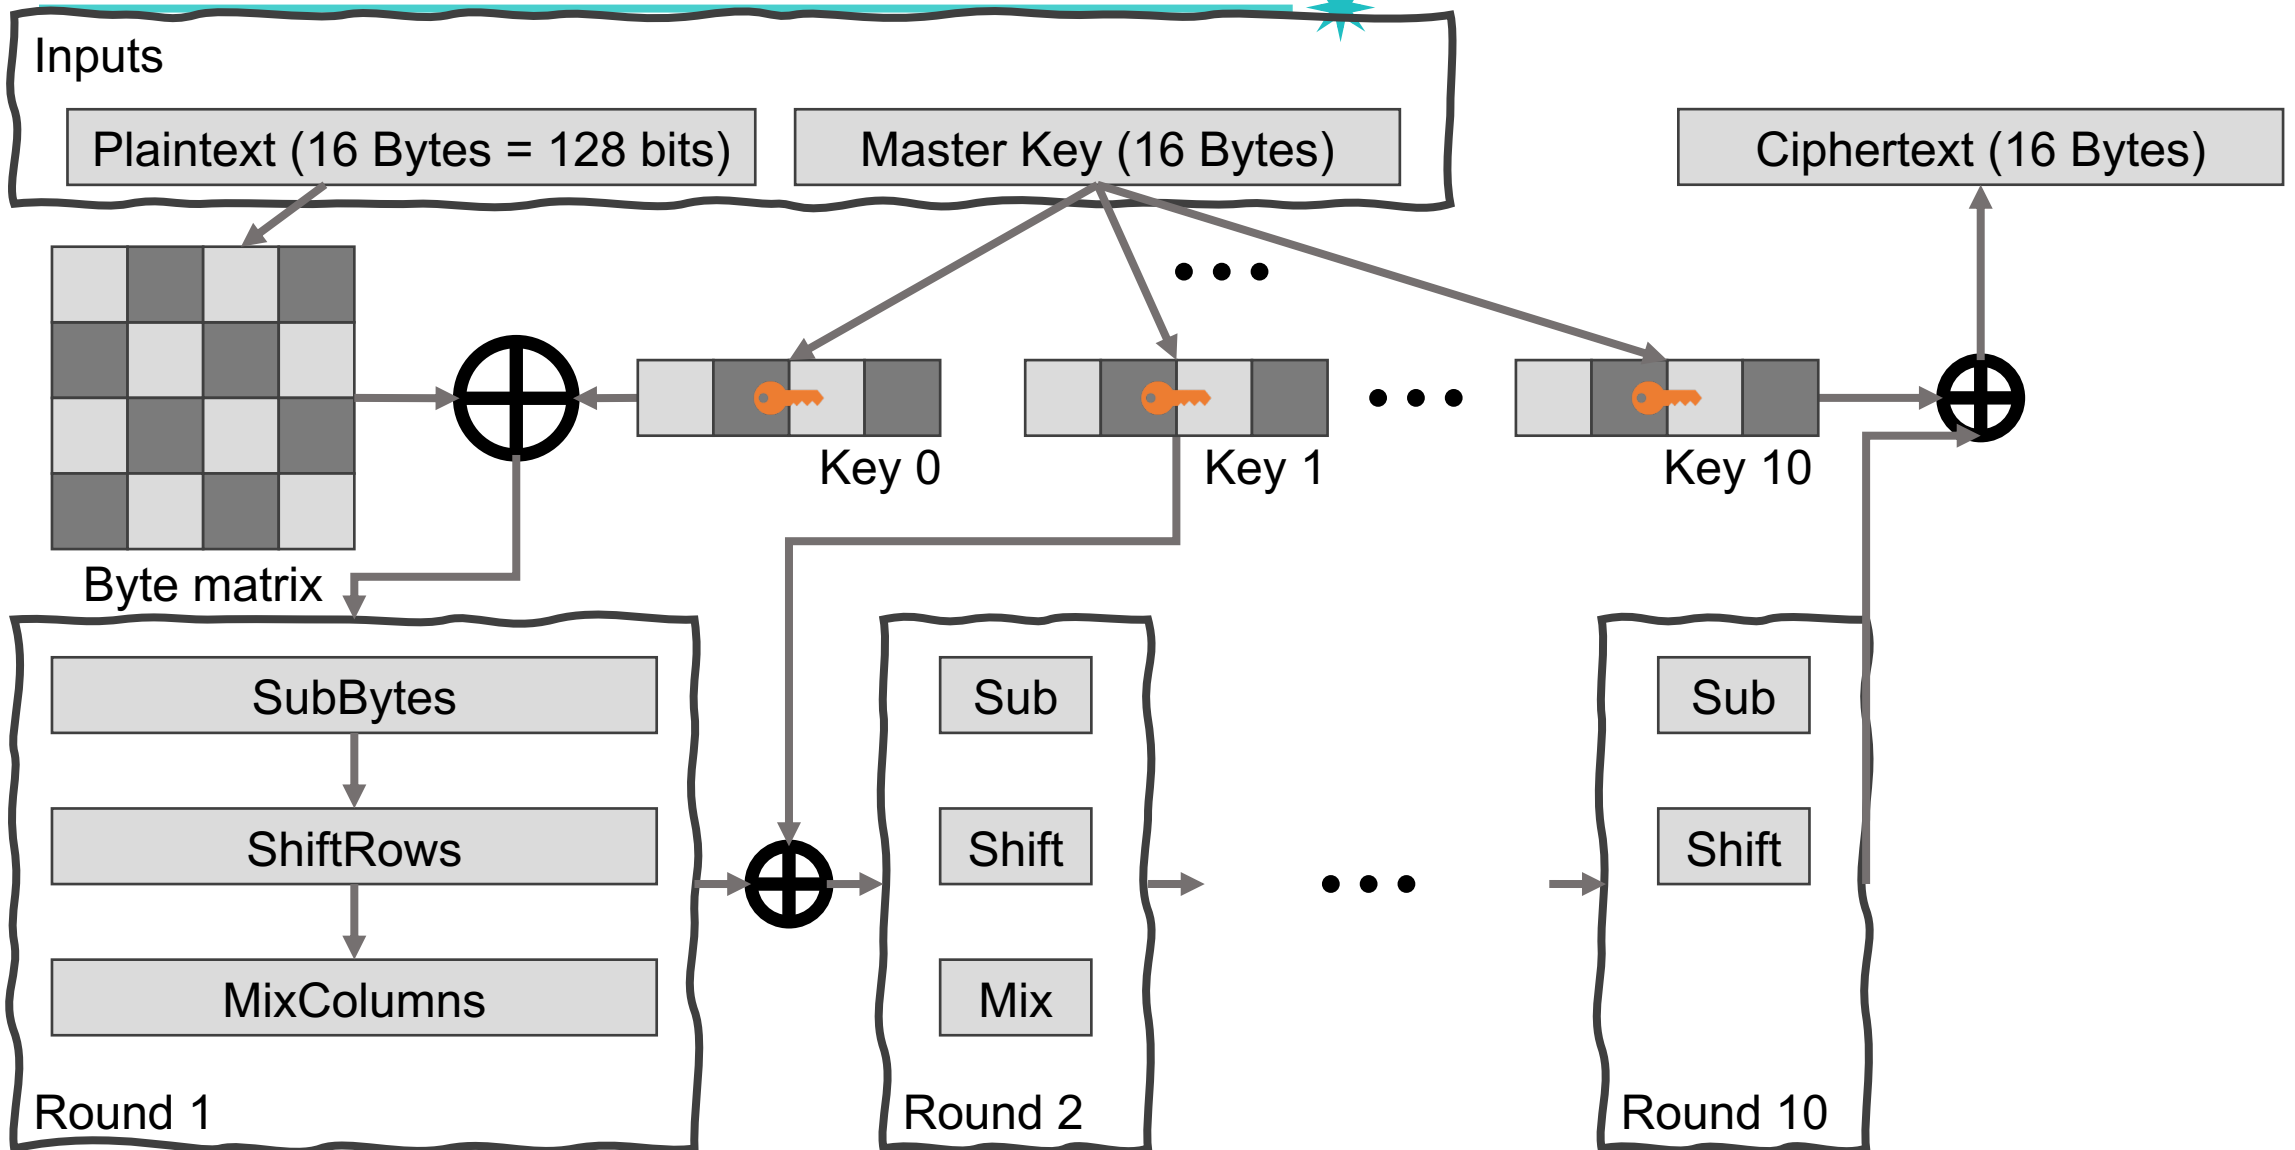 Inputs
Plaintext (16 Bytes = 128 bits)
Master Key (16 Bytes)
Ciphertext (16 Bytes)
Key 0
Key 1
Key 10
Byte matrix
SubBytes
ShiftRows
MixColumns
Round 1
Sub
Shift
Mix
Round 2
Sub
Shift
Round 10